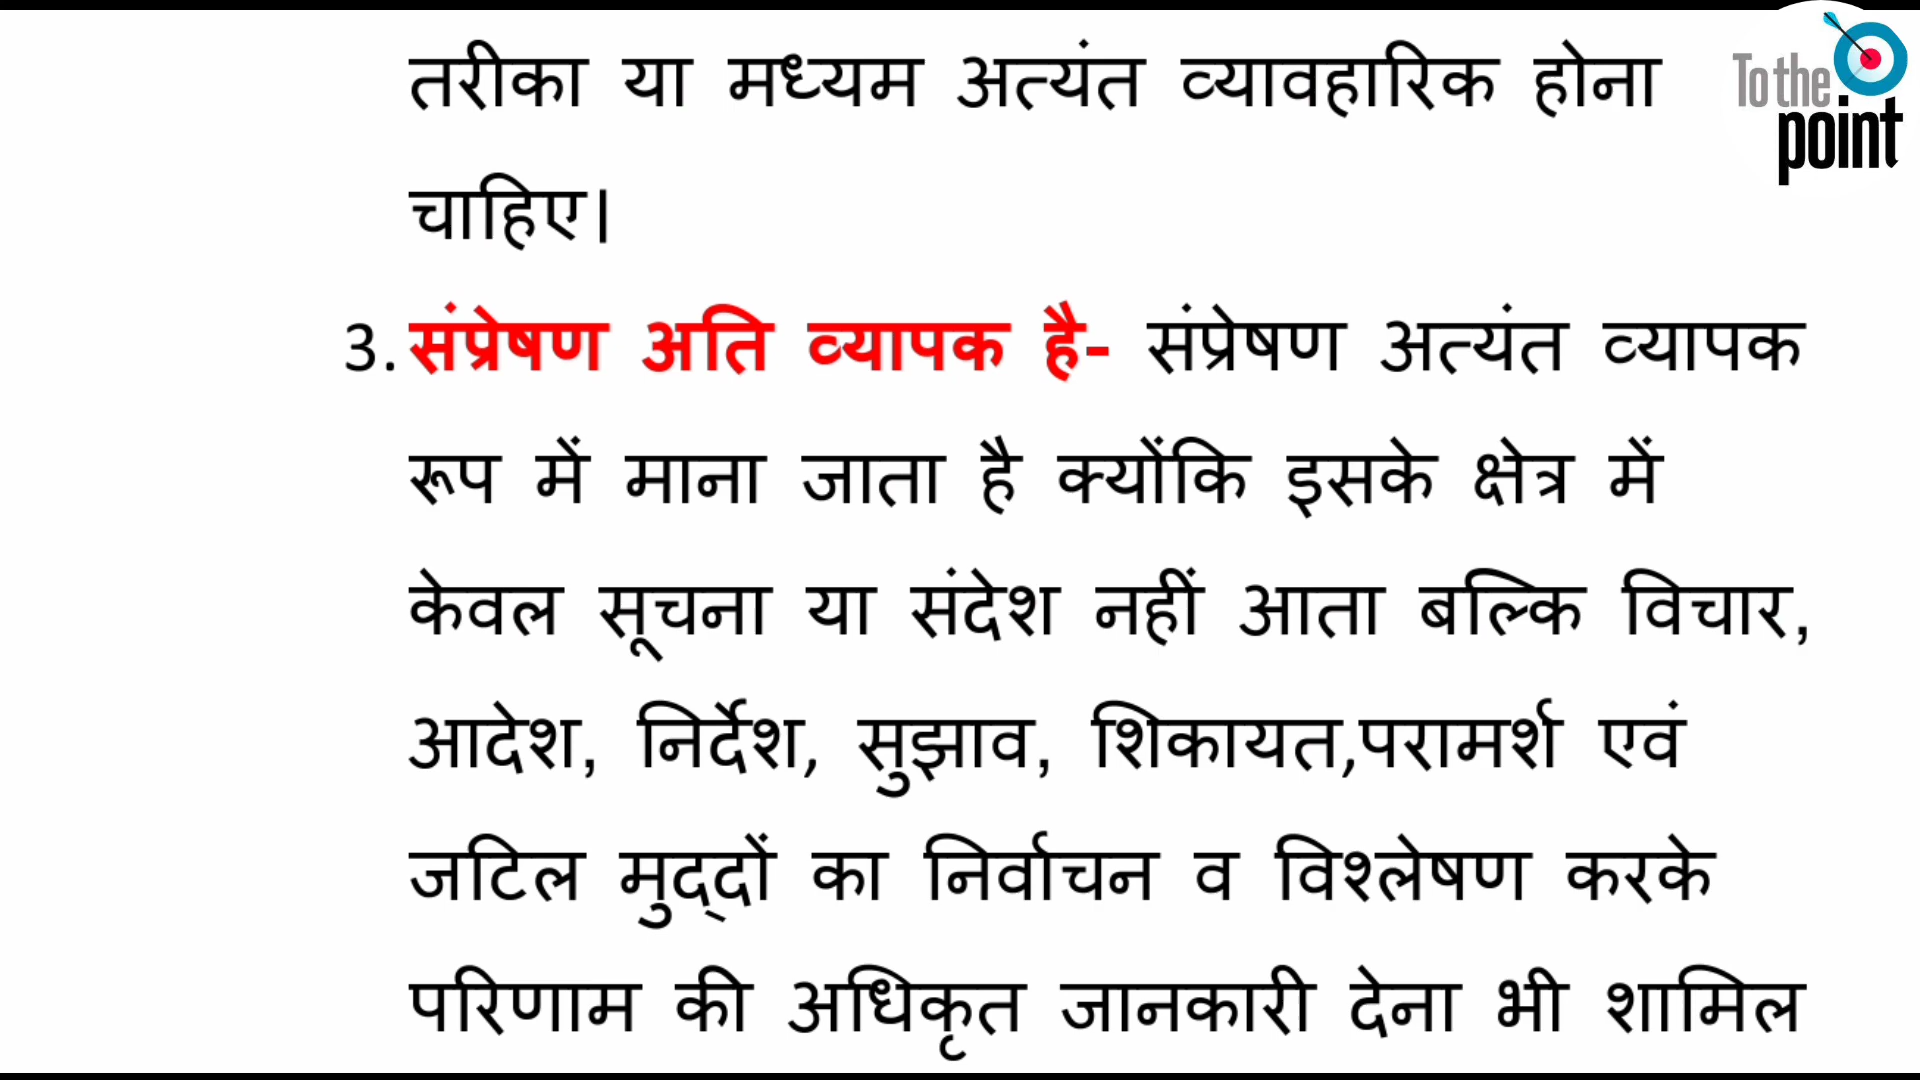 तरीका या मध्यम अत्यंत व्यावहारिक होना
चाहिए।
3. संप्रेषण अति व्यापक है- संप्रेषण अत्यंत व्यापक
रूप में माना जाता है क्योंकि इसके क्षेत्र में
केवल सूचना या संदेश नहीं आता बल्कि विचार,
आदेश, निर्देश, सुझाव, शिकायत,परामर्श एवं
जटिल मुद्दों का निर्वाचन व विश्लेषण करके
परिणाम की अधिकृत जानकारी देना भी शामिल
To the
point